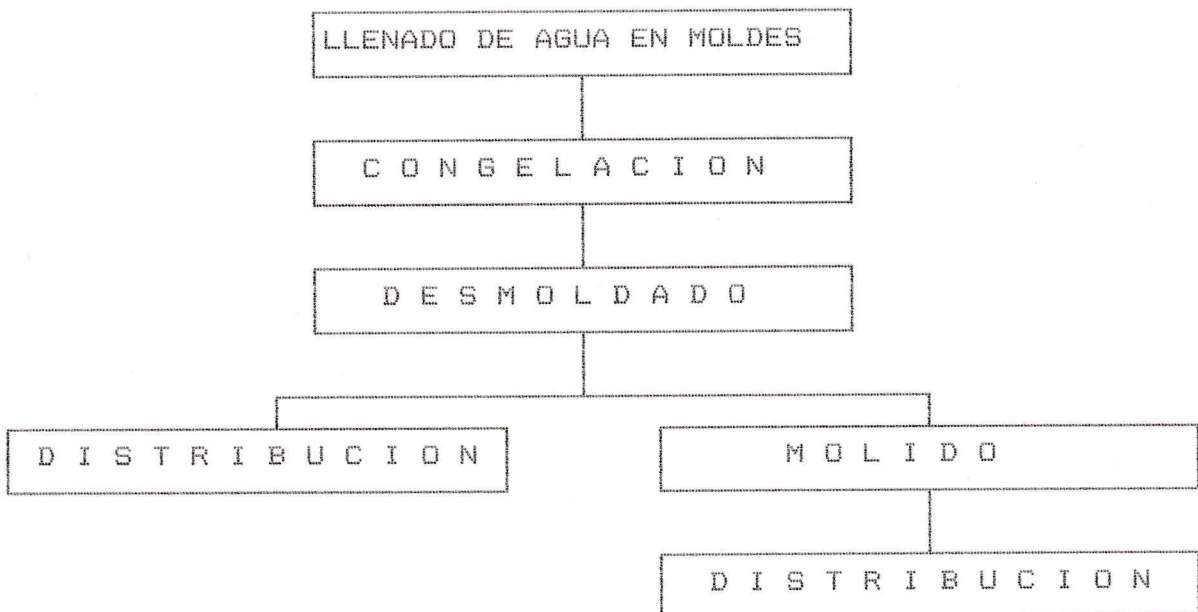 LLENADO DE AGUA EN MOLDES
C O N G E L A C I O N
D E S M O L D A D O
D I S T R I B U C I O N
M O L I D O
D I S T R I B U C I O N